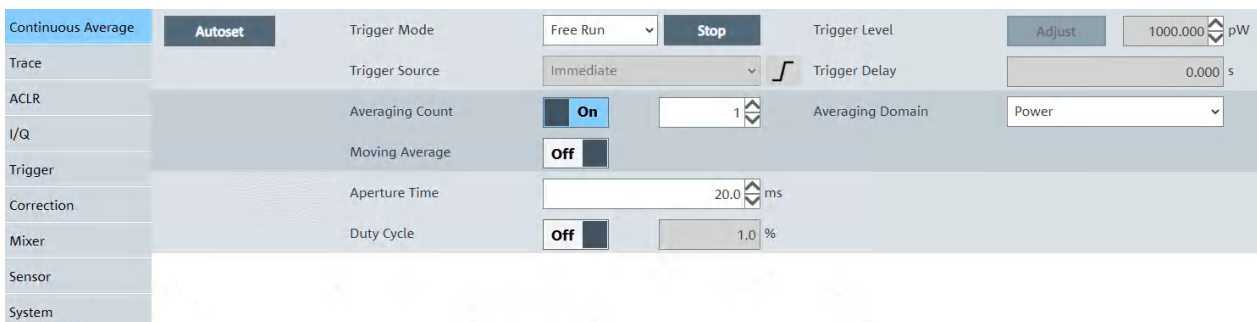 Continuous Average
Trace
ACLR
I/Q
Trigger
Correction
Mixer
Sensor
System
Autoset Trigger Mode Free Run Stop Trigger Level Adjust 1000.000 pW
Trigger Source Immediate Trigger Delay 0.000 s
Averaging Count On 1 Averaging Domain Power
Moving Average Off
Aperture Time 20.0 ms
Duty Cycle Off 1.0 %